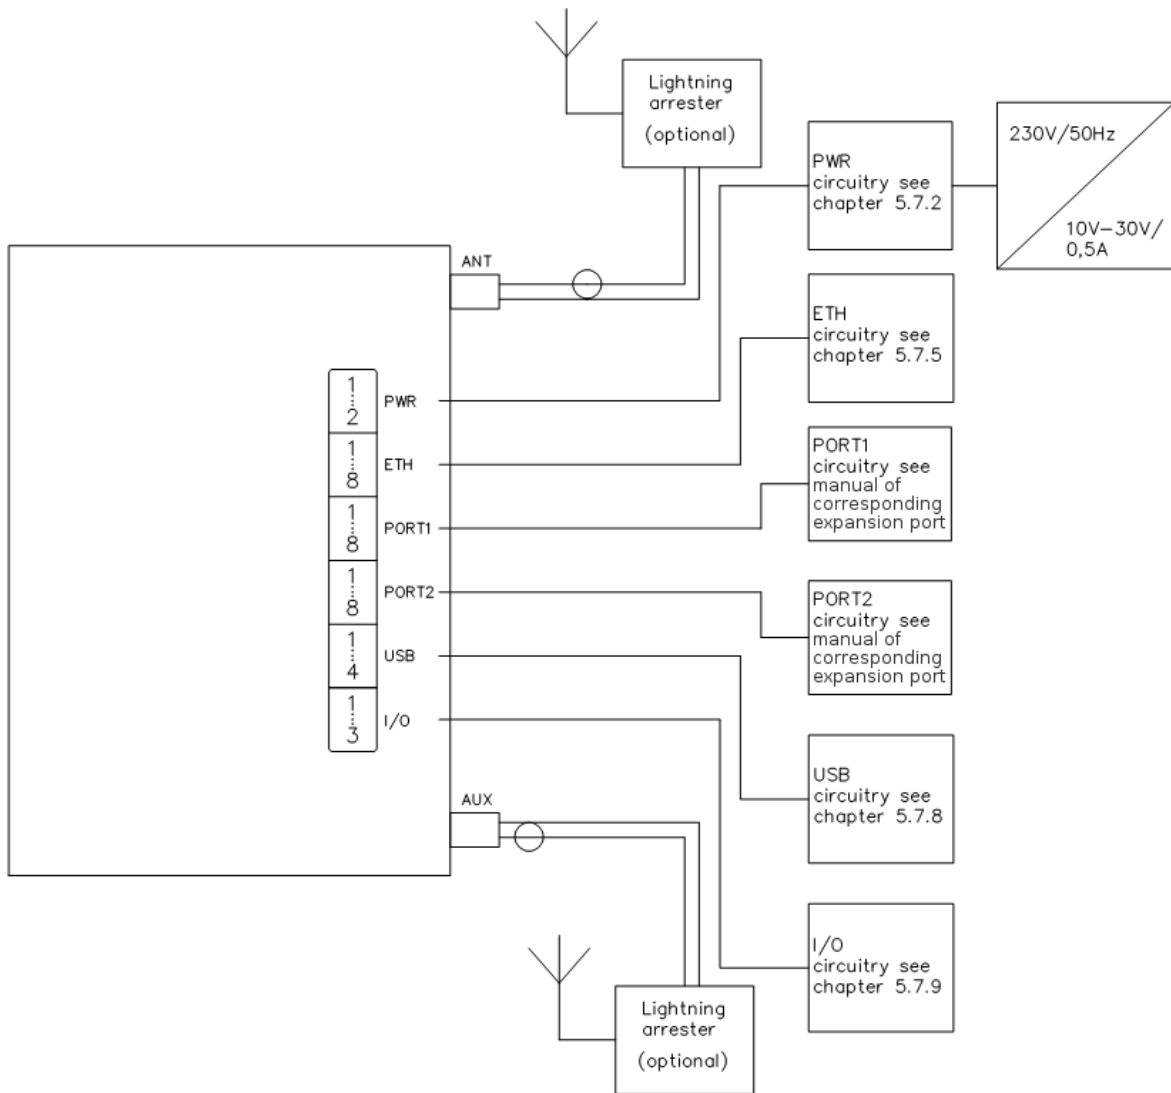 Lightning
arrester
(optional)
230V/50Hz
10V–30V/
0,5A
PWR
circuitry see
chapter 5.7.2
ANT
ETH
circuitry see
chapter 5.7.5
1
2
PWR
1
8
ETH
1
8
PORT1
1
8
PORT2
1
4
USB
1
3
I/O
PORT1
circuitry see
manual of
corresponding
expansion port
PORT2
circuitry see
manual of
corresponding
expansion port
USB
circuitry see
chapter 5.7.8
AUX
I/O
circuitry see
chapter 5.7.9
Lightning
arrester
(optional)